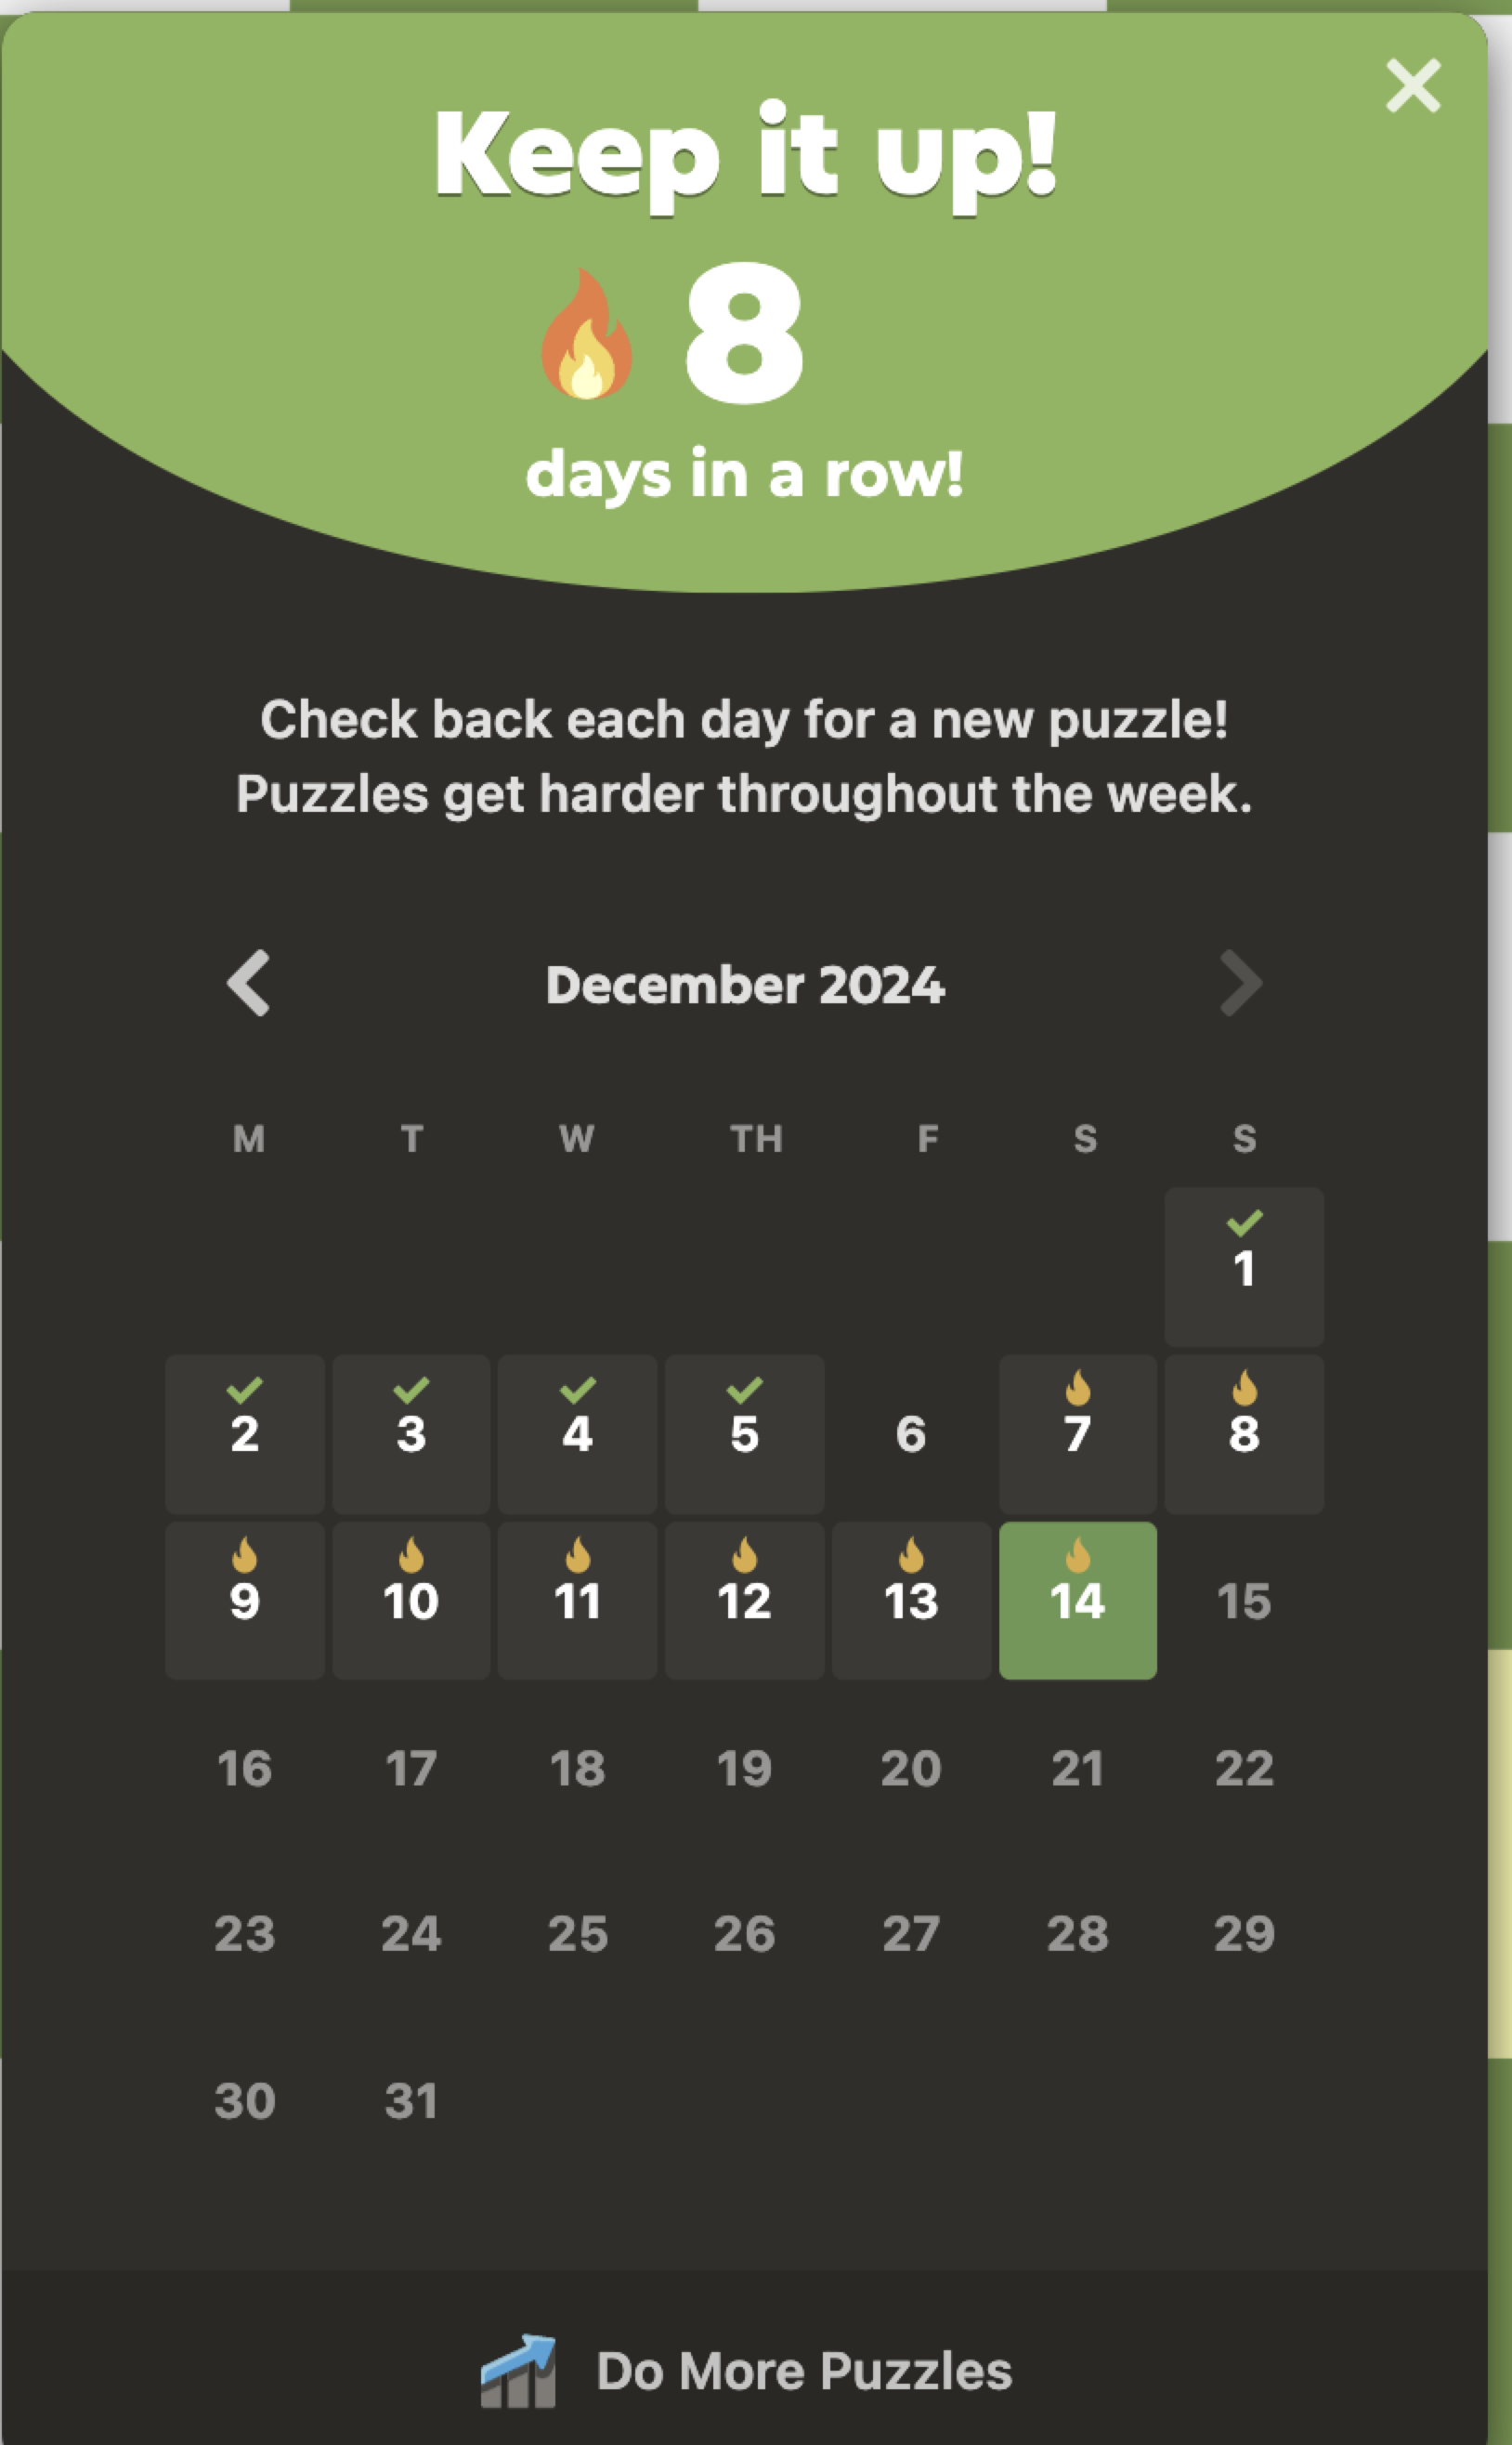 Keep it up!
8
days in a row!
Check back each day for a new puzzle!
Puzzles get harder throughout the week.
December 2024
M T W TH F S S
1
2 3 4 5 6 7 8
9 10 11 12 13 14 15
16 17 18 19 20 21 22
23 24 25 26 27 28 29
30 31
Do More Puzzles